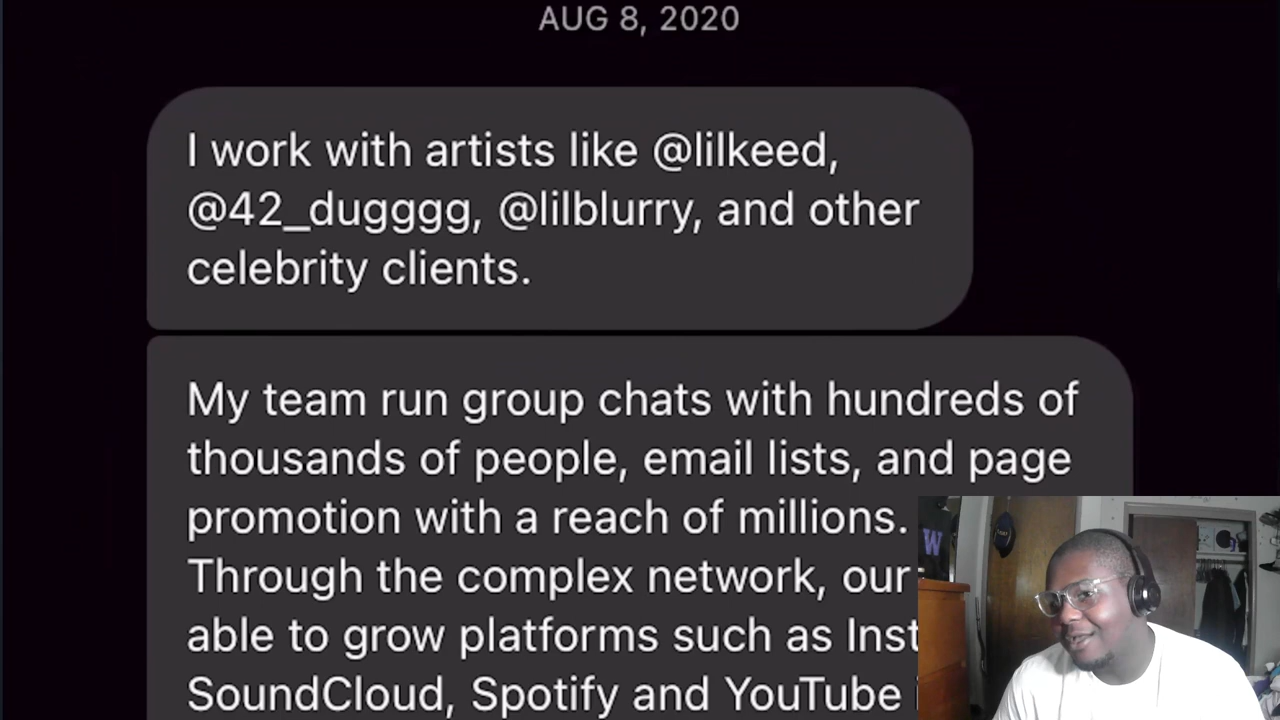 AUG 8, 2020
I work with artists like @lilkeed,
@42_dugggg, @lilblurry, and other
celebrity clients.
My team run group chats with hundreds of
thousands of people, email lists, and page
promotion with a reach of millions.
Through the complex network, our
able to grow platforms such as Inst
SoundCloud, Spotify and YouTube
W